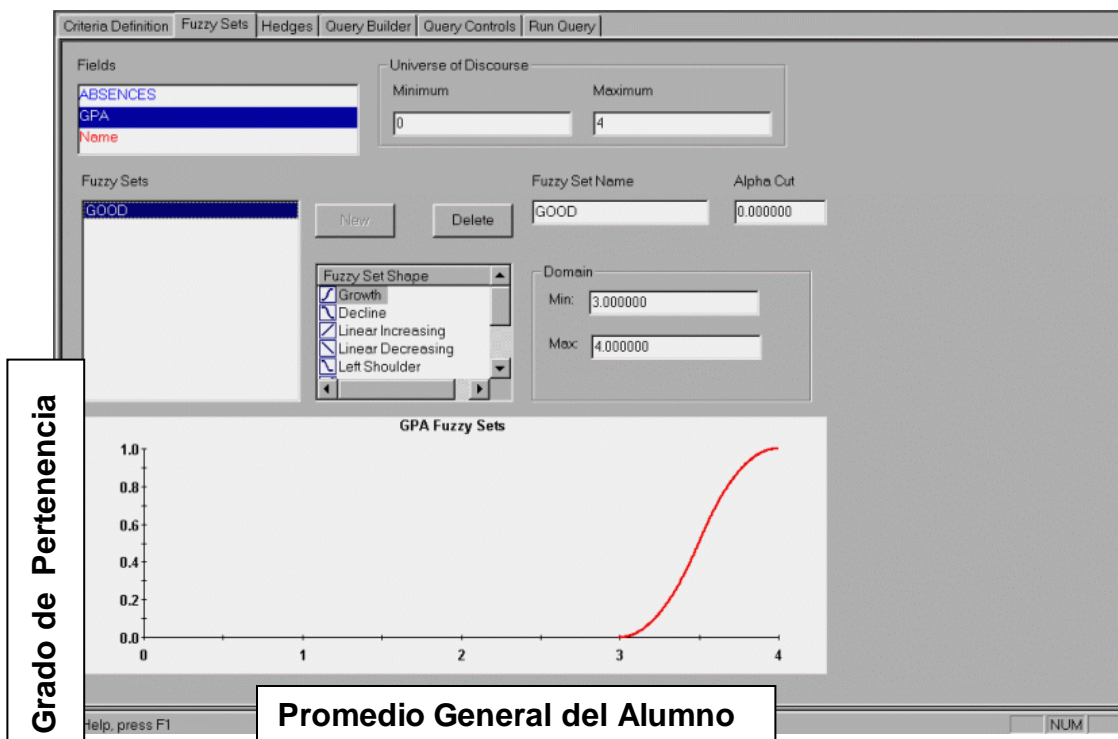 Criteria Definition Fuzzy Sets Hedges Query Builder Query Controls Run Query
Fields
ABSENCES
GPA
Name
Universe of Discourse
Minimum Maximum
0 4
Fuzzy Sets
GOOD
New Delete
Fuzzy Set Name Alpha Cut
GOOD 0.000000
Fuzzy Set Shape
Growth
Decline
Linear Increasing
Linear Decreasing
Left Shoulder
Domain
Min: 3.000000
Max: 4.000000
GPA Fuzzy Sets
1.0
0.8
0.6
0.4
0.2
0.0
0 1 2 3 4
Grado de Pertenencia
Promedio General del Alumno
Help, press F1
NUM